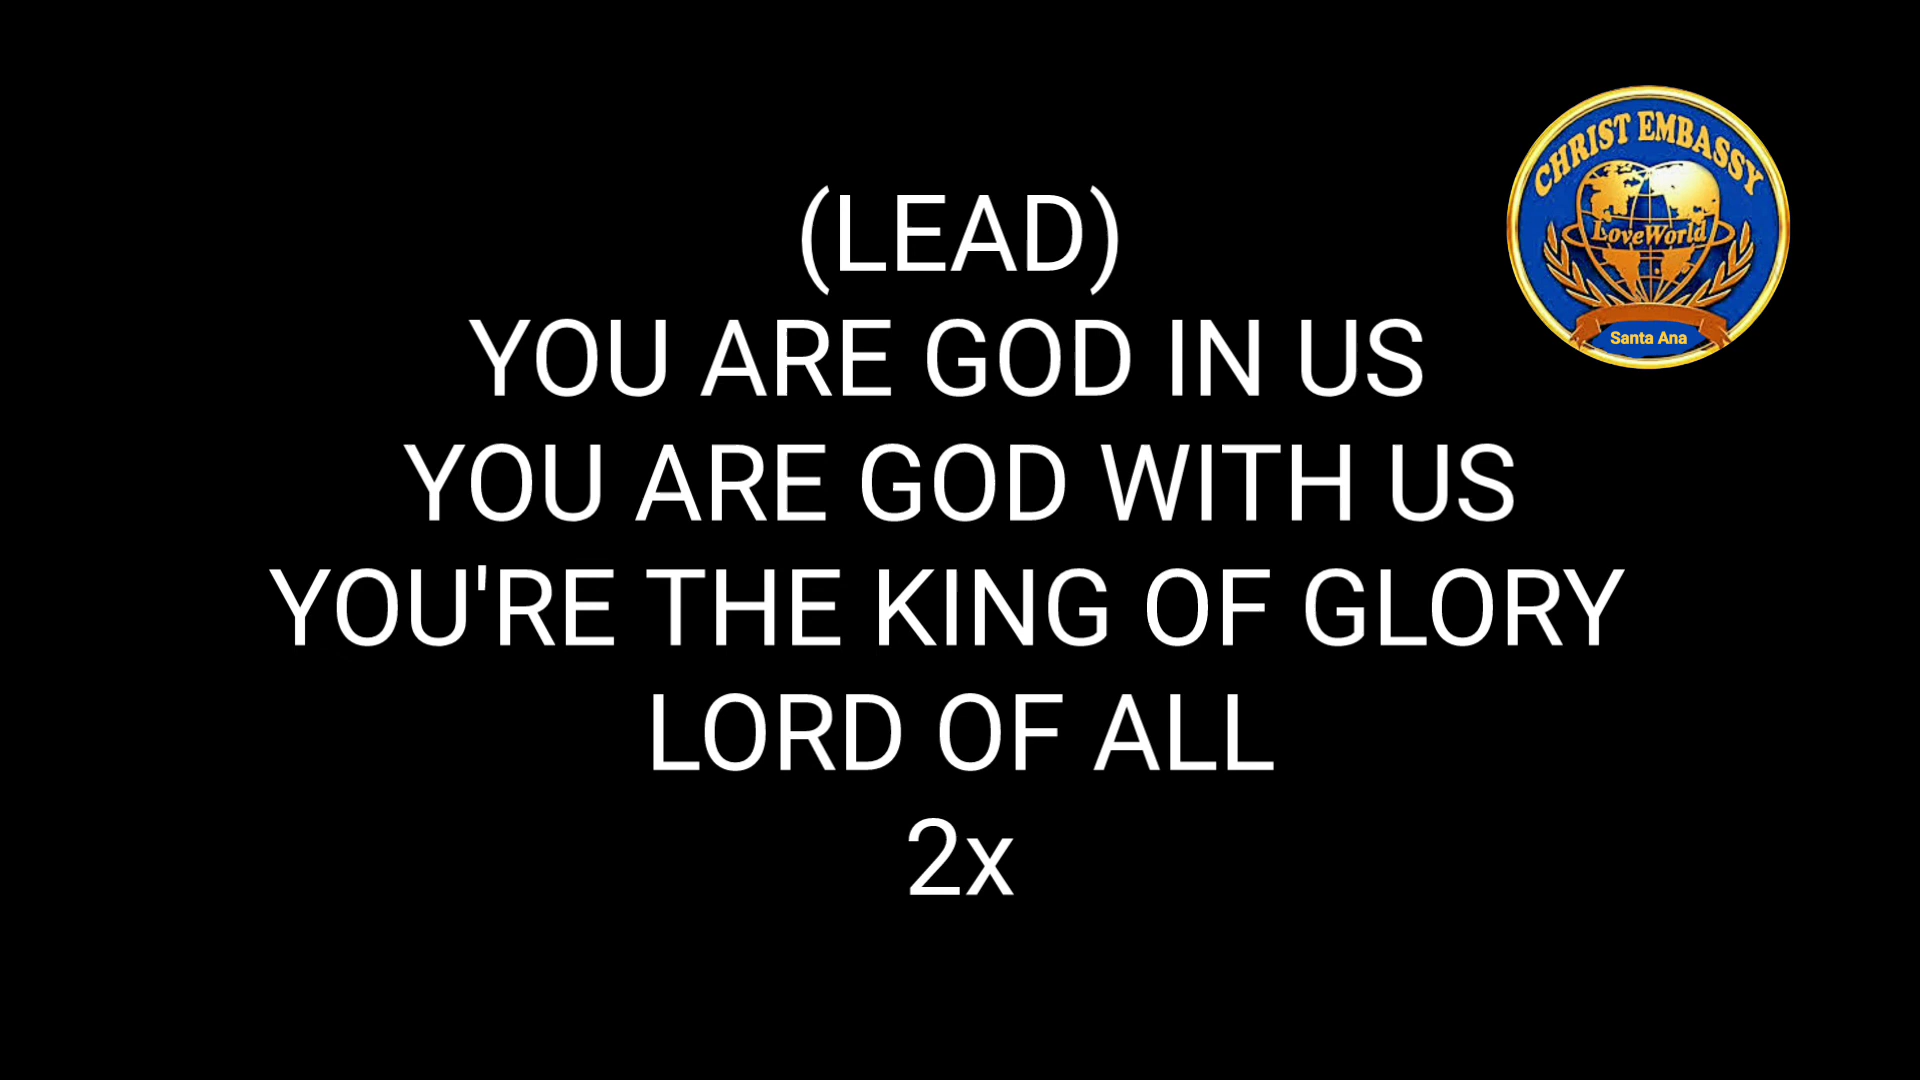 CHRIST EMBASSY
LoveWorld
Santa Ana
(LEAD)
YOU ARE GOD IN US
YOU ARE GOD WITH US
YOU'RE THE KING OF GLORY
LORD OF ALL
2x